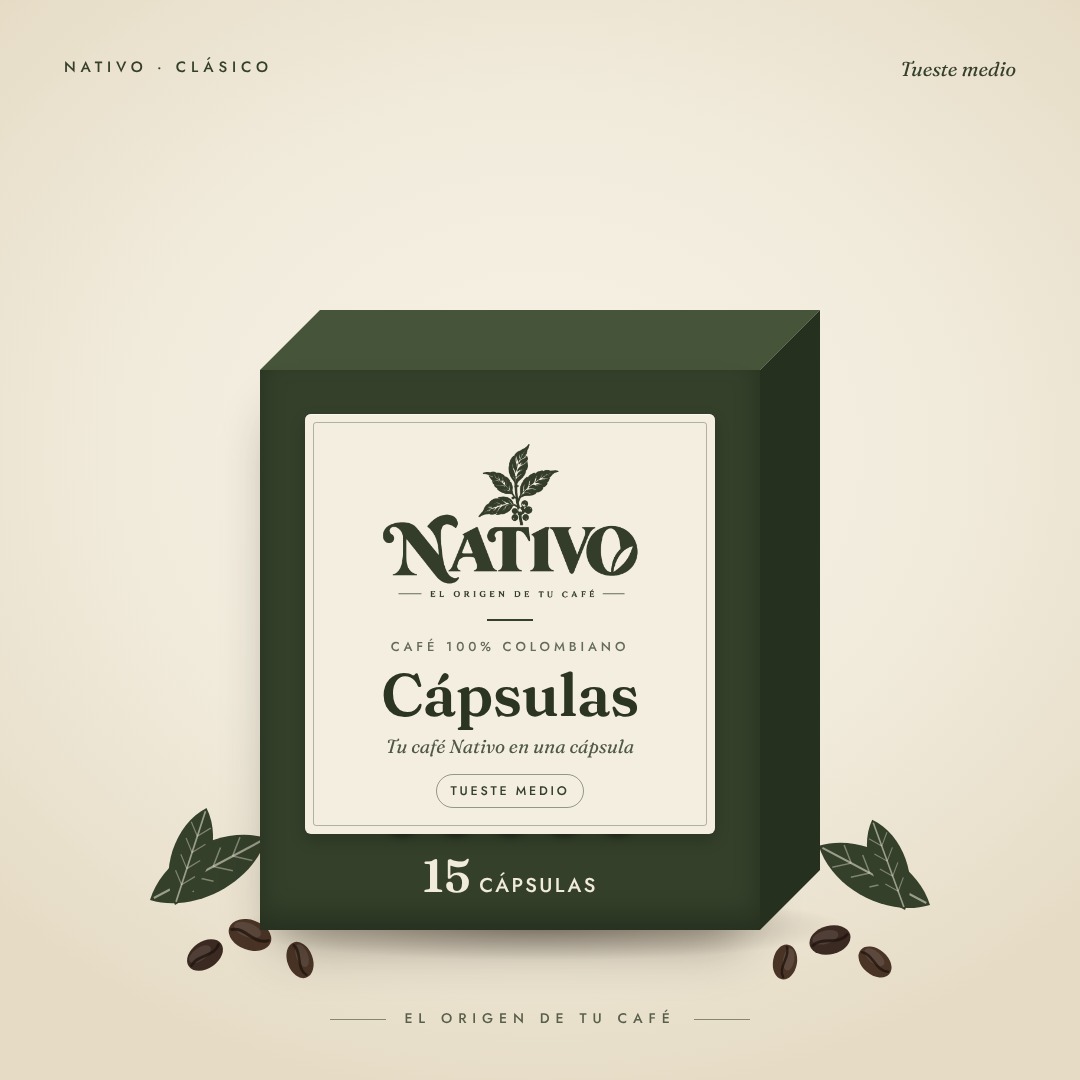 NATIVO · CLÁSICO
Tueste medio
NATIVO
EL ORIGEN DE TU CAFÉ
CAFÉ 100% COLOMBIANO
Cápsulas
Tu café Nativo en una cápsula
TUESTE MEDIO
15 CÁPSULAS
EL ORIGEN DE TU CAFÉ